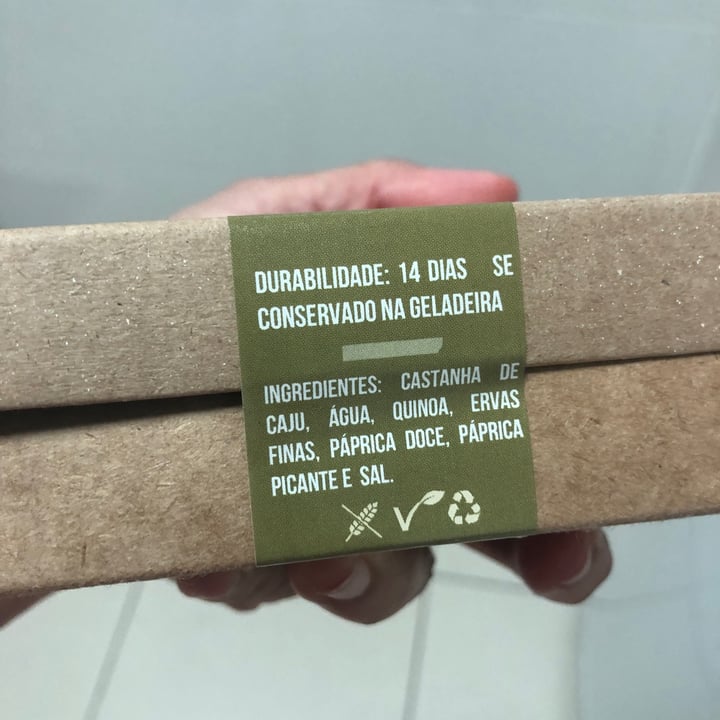 DURABILIDADE: 14 DIAS SE
CONSERVADO NA GELADEIRA
INGREDIENTES: CASTANHA DE
CAJU, ÁGUA, QUINOA, ERVAS
FINAS, PÁPRICA DOCE, PÁPRICA
PICANTE E SAL.